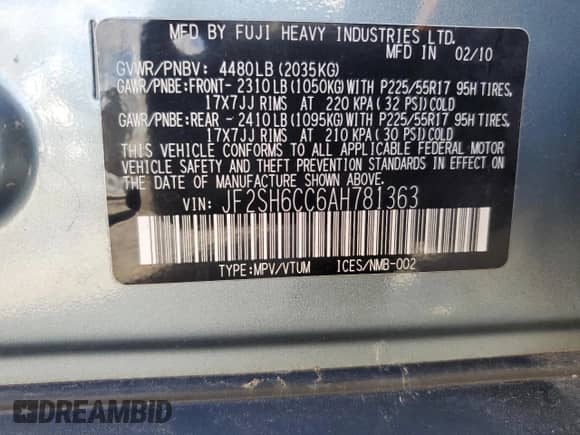 MFD BY FUJI HEAVY INDUSTRIES LTD.
MFD IN 02/10
GVWR/PNBV: 4480LB (2035KG)
GAWR/PNBE:FRONT- 2310LB (1050KG) WITH P225/55R17 95H TIRES,
17X7JJ RIMS AT 220 KPA (32 PSI) COLD
GAWR/PNBE:REAR - 2410LB (1095KG) WITH P225/55R17 95H TIRES,
17X7JJ RIMS AT 210 KPA (30 PSI) COLD
THIS VEHICLE CONFORMS TO ALL APPLICABLE FEDERAL MOTOR
VEHICLE SAFETY AND THEFT PREVENTION STANDARDS IN EFFECT ON
THE DATE OF MANUFACTURE SHOWN ABOVE.
VIN: JF2SH6CC6AH781363
TYPE:MPV/VTUM ICES/NMB-002
DREAMBID